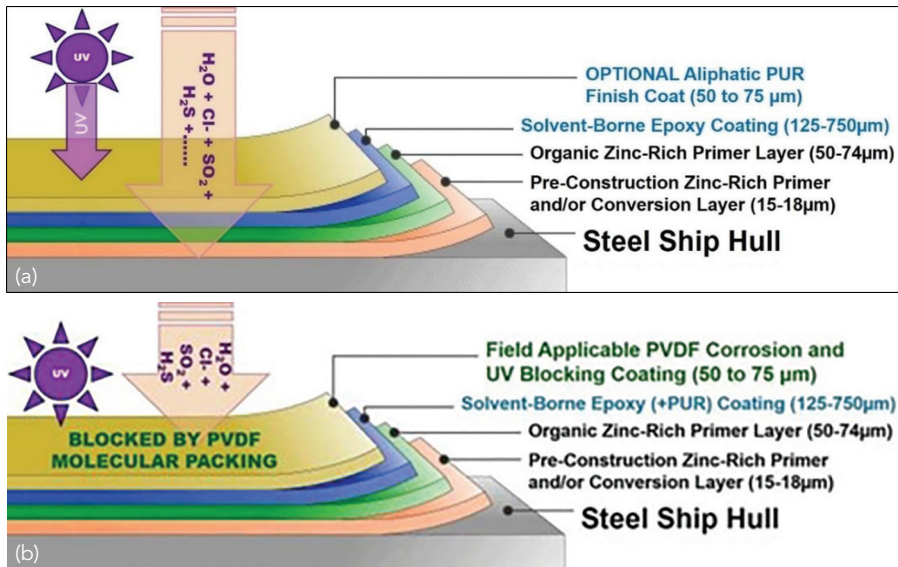 UV
UV
H₂O + Cl- + SO₂ +
H₂S +......
OPTIONAL Aliphatic PUR
Finish Coat (50 to 75 µm)
Solvent-Borne Epoxy Coating (125-750µm)
Organic Zinc-Rich Primer Layer (50-74µm)
Pre-Construction Zinc-Rich Primer
and/or Conversion Layer (15-18µm)
Steel Ship Hull
(a)
UV
H₂O +
Cl- +
SO₂ +
H₂S
Field Applicable PVDF Corrosion and
UV Blocking Coating (50 to 75 µm)
Solvent-Borne Epoxy (+PUR) Coating (125-750µm)
Organic Zinc-Rich Primer Layer (50-74µm)
BLOCKED BY PVDF
MOLECULAR PACKING
Pre-Construction Zinc-Rich Primer
and/or Conversion Layer (15-18µm)
Steel Ship Hull
(b)